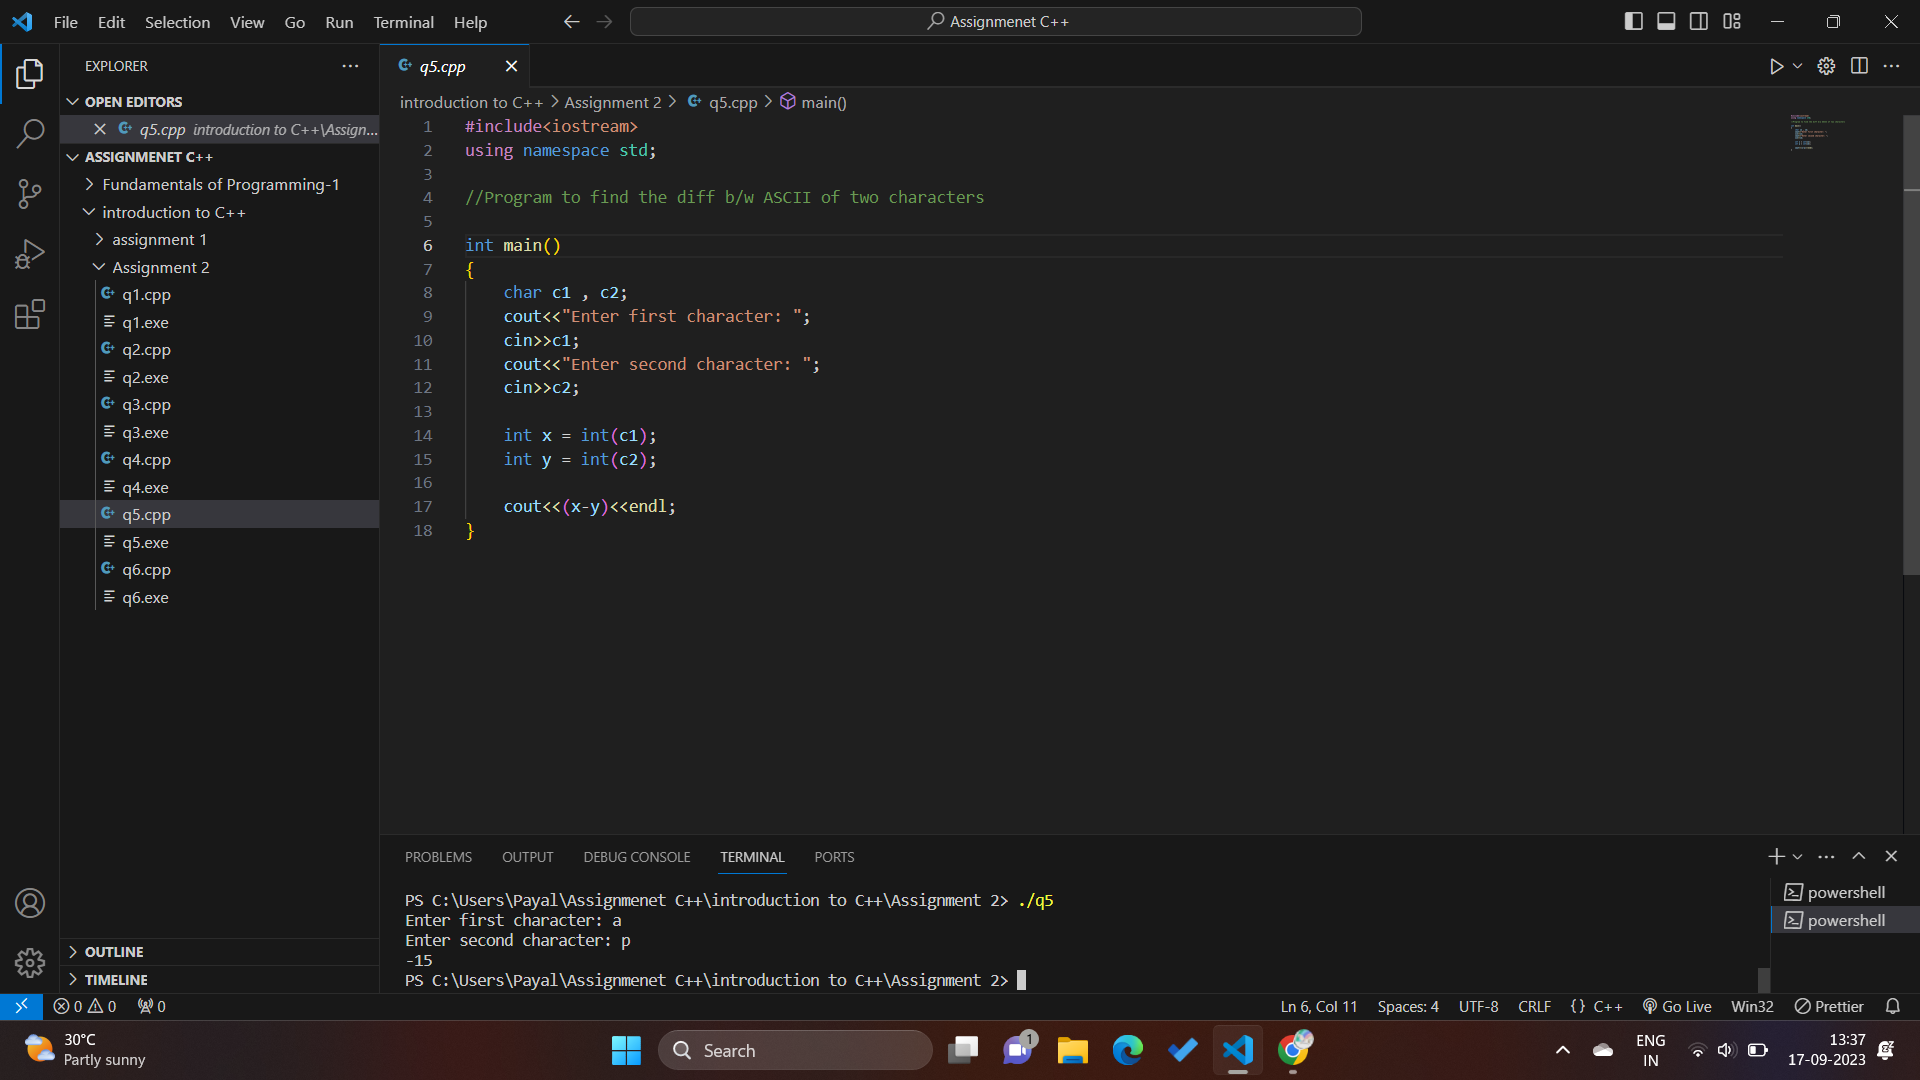 File Edit Selection View Go Run Terminal Help
Assignmenet C++
EXPLORER
OPEN EDITORS
q5.cpp introduction to C++\Assign...
ASSIGNMENET C++
Fundamentals of Programming-1
introduction to C++
assignment 1
Assignment 2
q1.cpp
q1.exe
q2.cpp
q2.exe
q3.cpp
q3.exe
q4.cpp
q4.exe
q5.cpp
q5.exe
q6.cpp
q6.exe
OUTLINE
TIMELINE
q5.cpp
introduction to C++ > Assignment 2 > q5.cpp > main()
1 #include<iostream>
2 using namespace std;
3
4 //Program to find the diff b/w ASCII of two characters
5
6 int main()
7 {
8 char c1 , c2;
9 cout<<"Enter first character: ";
10 cin>>c1;
11 cout<<"Enter second character: ";
12 cin>>c2;
13
14 int x = int(c1);
15 int y = int(c2);
16
17 cout<<(x-y)<<endl;
18 }
PROBLEMS OUTPUT DEBUG CONSOLE TERMINAL PORTS
PS C:\Users\Payal\Assignmenet C++\introduction to C++\Assignment 2> ./q5
Enter first character: a
Enter second character: p
-15
PS C:\Users\Payal\Assignmenet C++\introduction to C++\Assignment 2>
powershell
powershell
0 0 0 Ln 6, Col 11 Spaces: 4 UTF-8 CRLF {} C++ Go Live Win32 Prettier
30°C
Partly sunny
Search
1
ENG
IN
13:37
17-09-2023